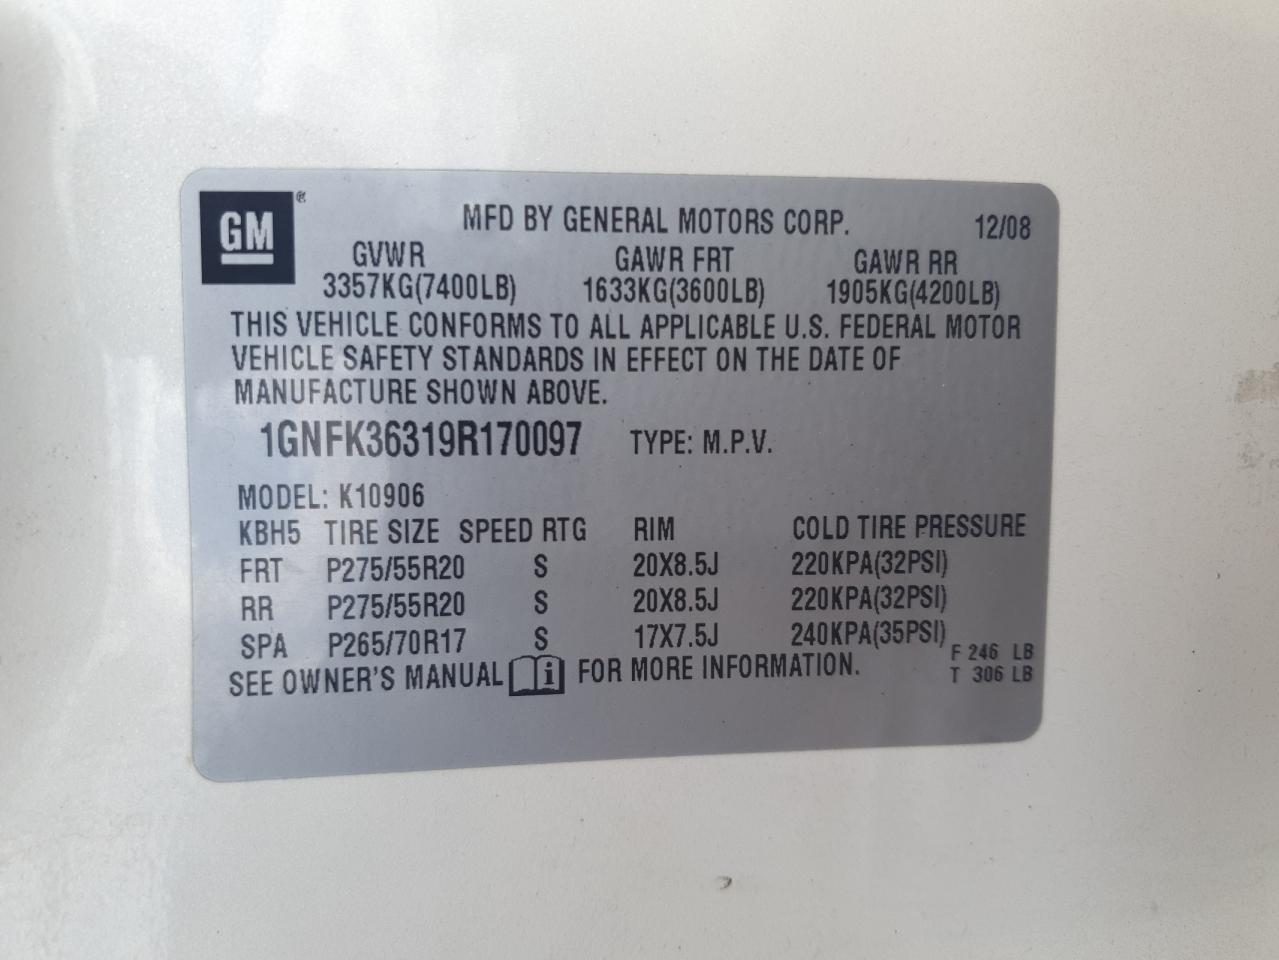 GM ®
MFD BY GENERAL MOTORS CORP. 12/08
GVWR GAWR FRT GAWR RR
3357KG(7400LB) 1633KG(3600LB) 1905KG(4200LB)
THIS VEHICLE CONFORMS TO ALL APPLICABLE U.S. FEDERAL MOTOR
VEHICLE SAFETY STANDARDS IN EFFECT ON THE DATE OF
MANUFACTURE SHOWN ABOVE.
1GNFK36319R170097 TYPE: M.P.V.
MODEL: K10906
KBH5 TIRE SIZE SPEED RTG RIM COLD TIRE PRESSURE
FRT P275/55R20 S 20X8.5J 220KPA(32PSI)
RR P275/55R20 S 20X8.5J 220KPA(32PSI)
SPA P265/70R17 S 17X7.5J 240KPA(35PSI)
SEE OWNER'S MANUAL i FOR MORE INFORMATION.
F 246 LB
T 306 LB